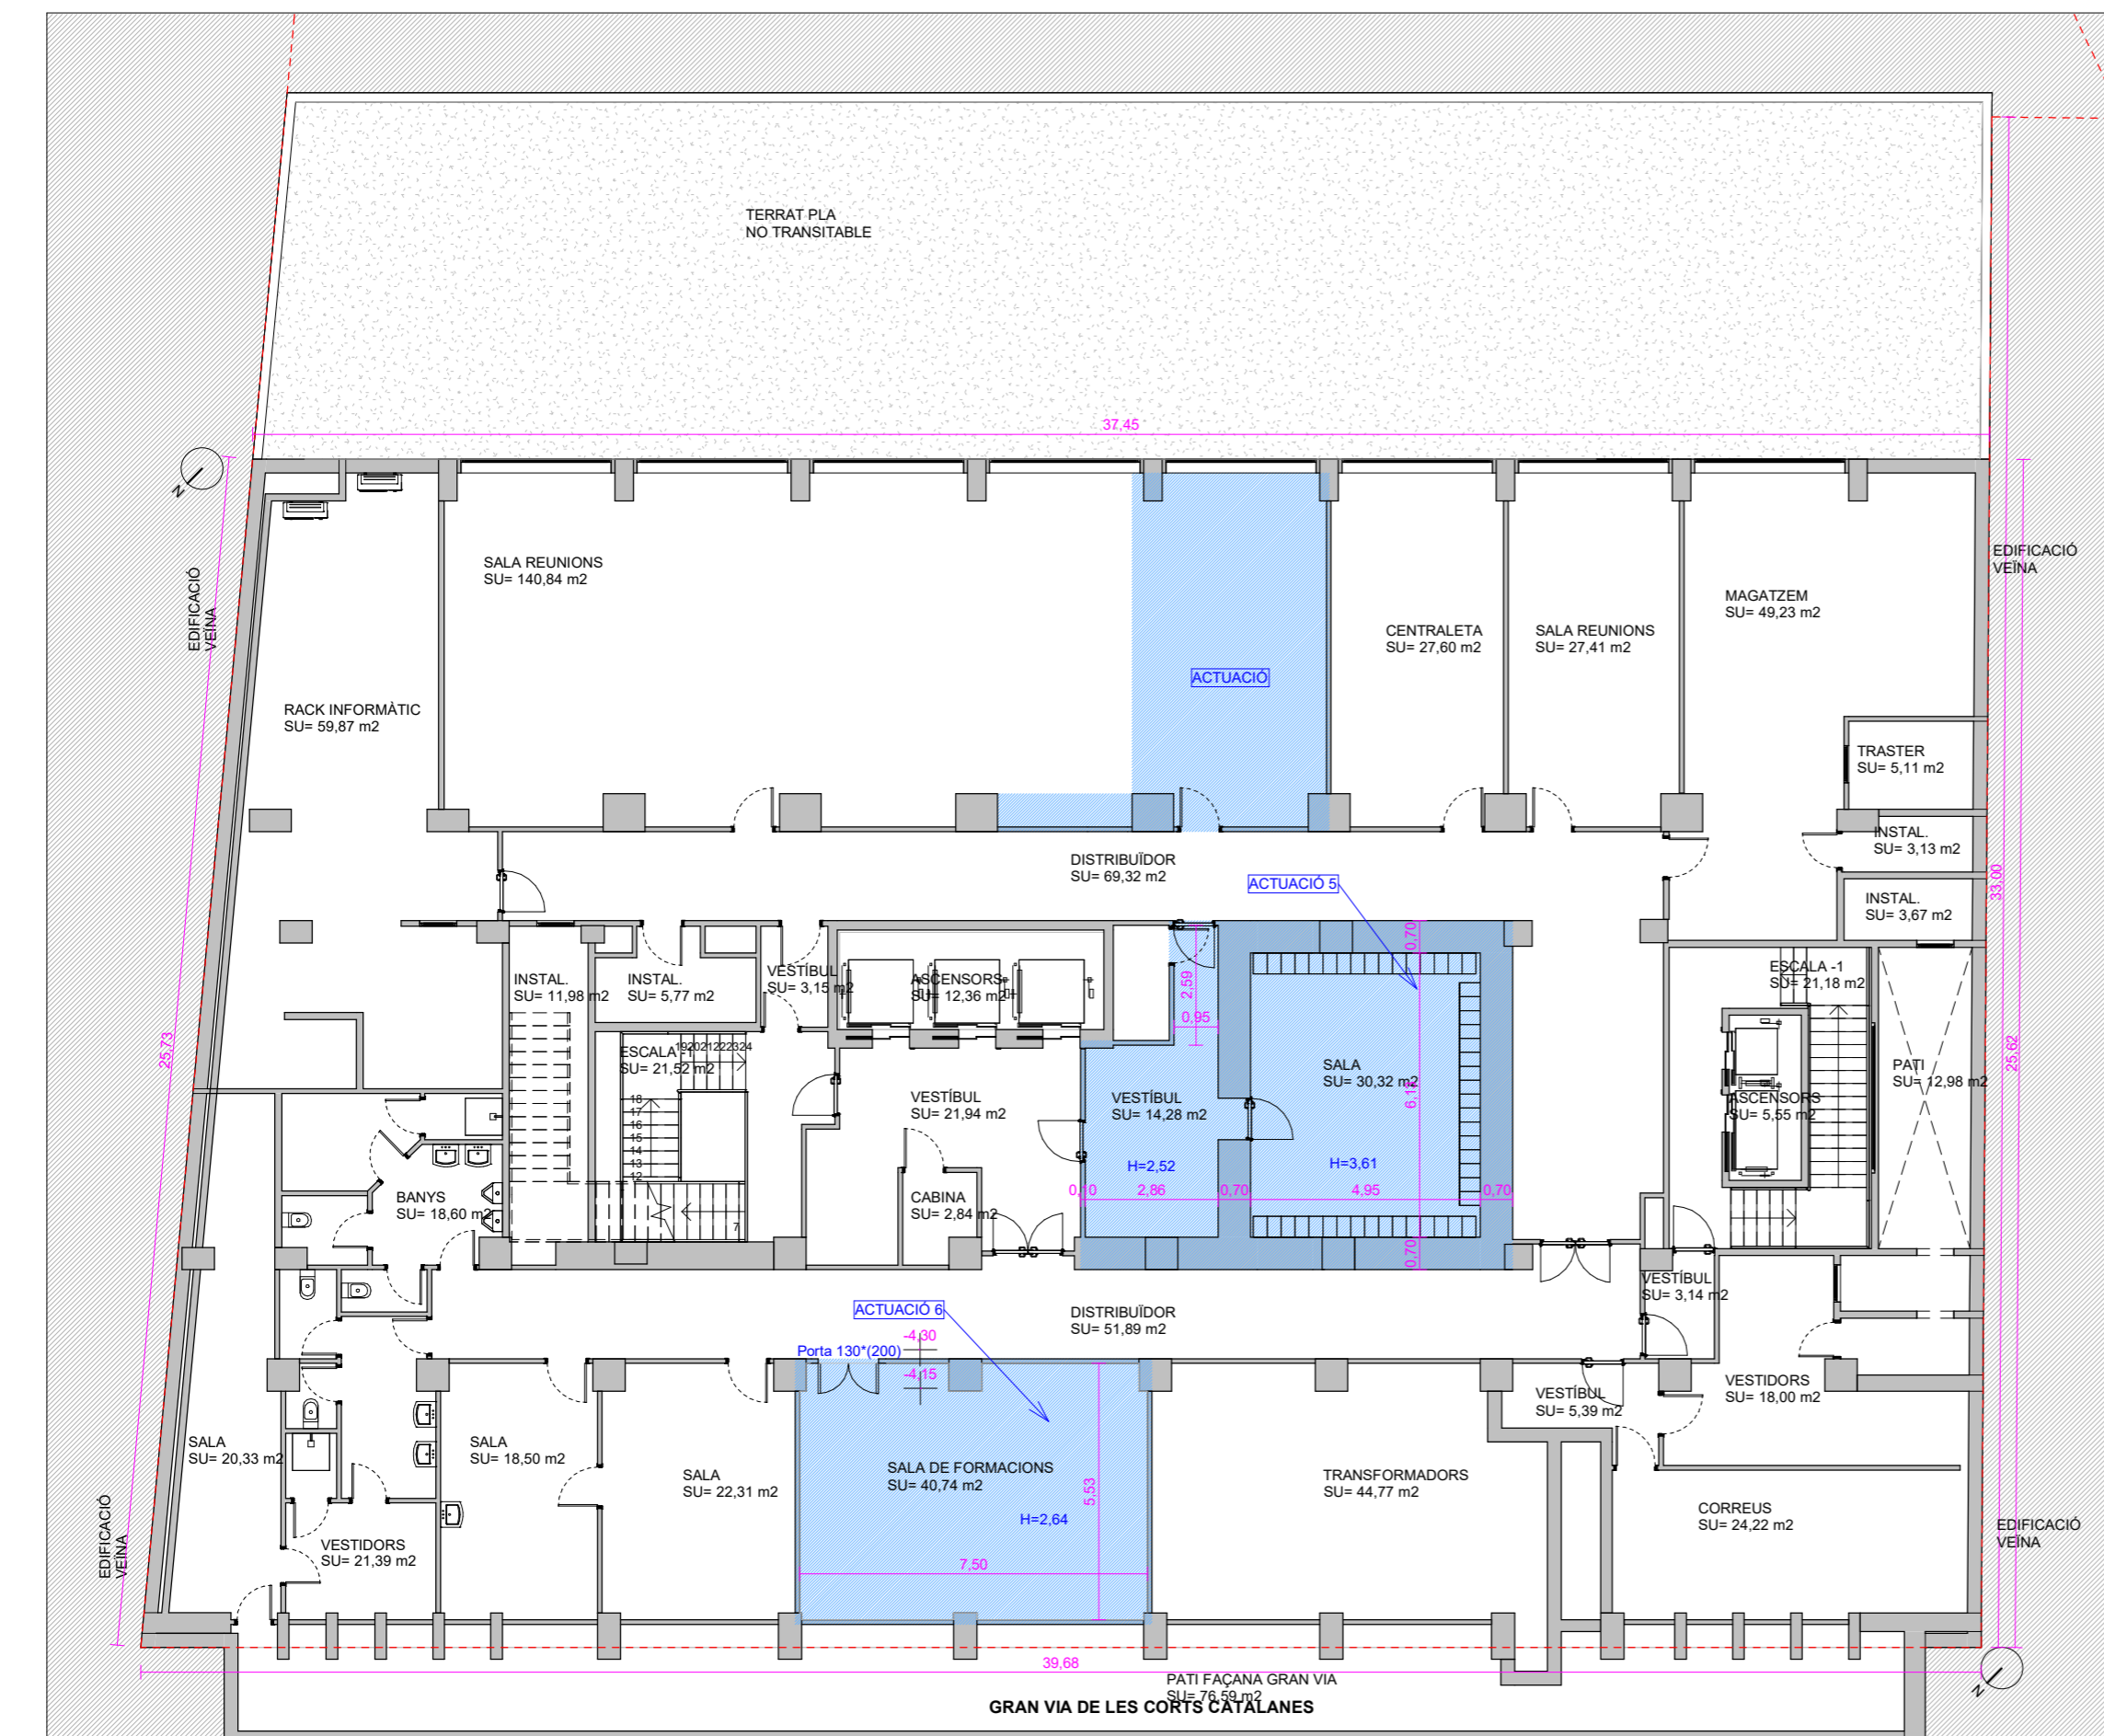 TERRAT PLA
NO TRANSITABLE
37,45
N
EDIFICACIÓ
VEÏNA
SALA REUNIONS
SU= 140,84 m2
EDIFICACIÓ
VEÏNA
MAGATZEM
SU= 49,23 m2
CENTRALETA
SU= 27,60 m2
SALA REUNIONS
SU= 27,41 m2
ACTUACIÓ
RACK INFORMÀTIC
SU= 59,87 m2
TRASTER
SU= 5,11 m2
INSTAL.
SU= 3,13 m2
DISTRIBUÏDOR
SU= 69,32 m2
ACTUACIÓ 5
33,00
INSTAL.
SU= 3,67 m2
0,70
INSTAL.
SU= 11,98 m2
INSTAL.
SU= 5,77 m2
VESTÍBUL
SU= 3,15 m2
ASCENSORS
SU= 12,36 m2
2,59
0,95
ESCALA -1
SU= 21,18 m2
25,73
25,62
ESCALA -1
SU= 21,52 m2
192021222324
18
17
16
15
14
13
12
7
SALA
SU= 30,32 m2
PATI
SU= 12,98 m2
VESTÍBUL
SU= 21,94 m2
VESTÍBUL
SU= 14,28 m2
ASCENSORS
SU= 5,55 m2
H=2,52
H=3,61
BANYS
SU= 18,60 m2
CABINA
SU= 2,84 m2
0,10
2,86
0,70
4,95
0,70
0,70
VESTÍBUL
SU= 3,14 m2
ACTUACIÓ 6
DISTRIBUÏDOR
SU= 51,89 m2
-4,30
Porta 130*(200)
-4,15
VESTIDORS
SU= 18,00 m2
VESTÍBUL
SU= 5,39 m2
SALA
SU= 20,33 m2
SALA
SU= 18,50 m2
SALA
SU= 22,31 m2
SALA DE FORMACIONS
SU= 40,74 m2
5,53
H=2,64
TRANSFORMADORS
SU= 44,77 m2
CORREUS
SU= 24,22 m2
EDIFICACIÓ
VEÏNA
EDIFICACIÓ
VEÏNA
VESTIDORS
SU= 21,39 m2
7,50
39,68
PATI FAÇANA GRAN VIA
SU= 76,59 m2
GRAN VIA DE LES CORTS CATALANES
N